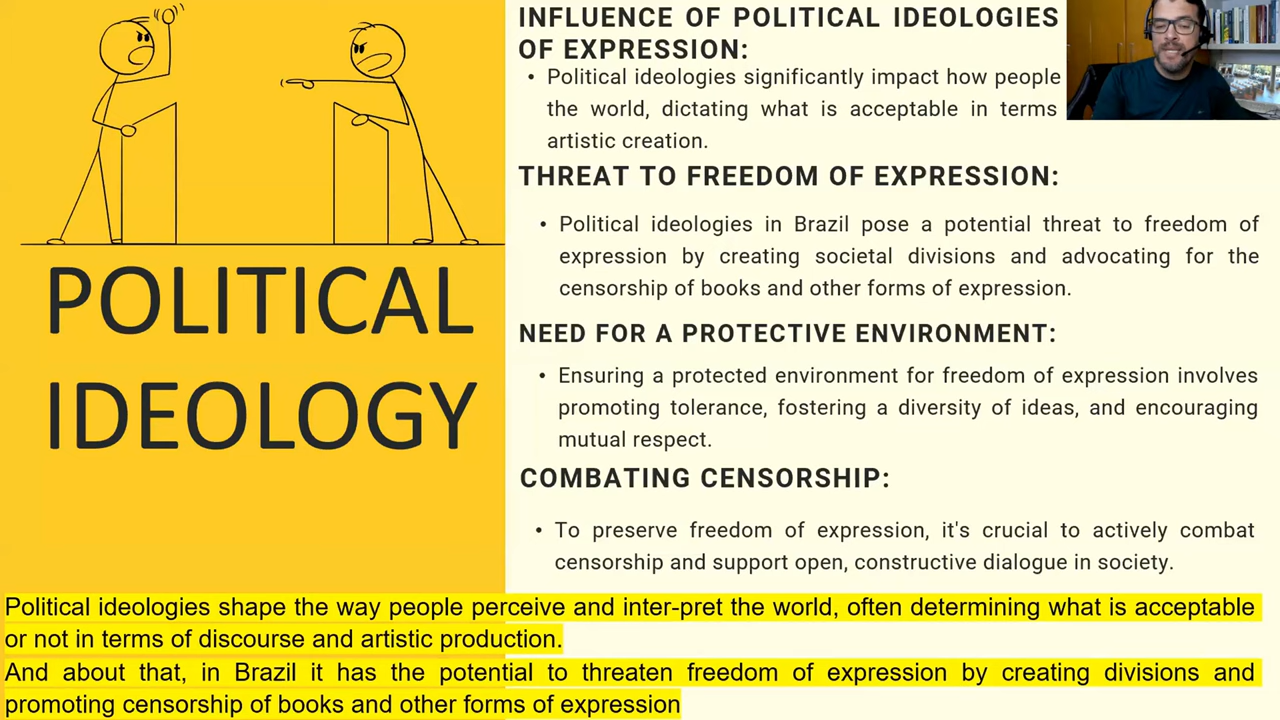 POLITICAL
IDEOLOGY
INFLUENCE OF POLITICAL IDEOLOGIES
OF EXPRESSION:
• Political ideologies significantly impact how people
the world, dictating what is acceptable in terms
artistic creation.
THREAT TO FREEDOM OF EXPRESSION:
• Political ideologies in Brazil pose a potential threat to freedom of
expression by creating societal divisions and advocating for the
censorship of books and other forms of expression.
NEED FOR A PROTECTIVE ENVIRONMENT:
• Ensuring a protected environment for freedom of expression involves
promoting tolerance, fostering a diversity of ideas, and encouraging
mutual respect.
COMBATING CENSORSHIP:
• To preserve freedom of expression, it's crucial to actively combat
censorship and support open, constructive dialogue in society.
Political ideologies shape the way people perceive and inter-pret the world, often determining what is acceptable
or not in terms of discourse and artistic production.
And about that, in Brazil it has the potential to threaten freedom of expression by creating divisions and
promoting censorship of books and other forms of expression